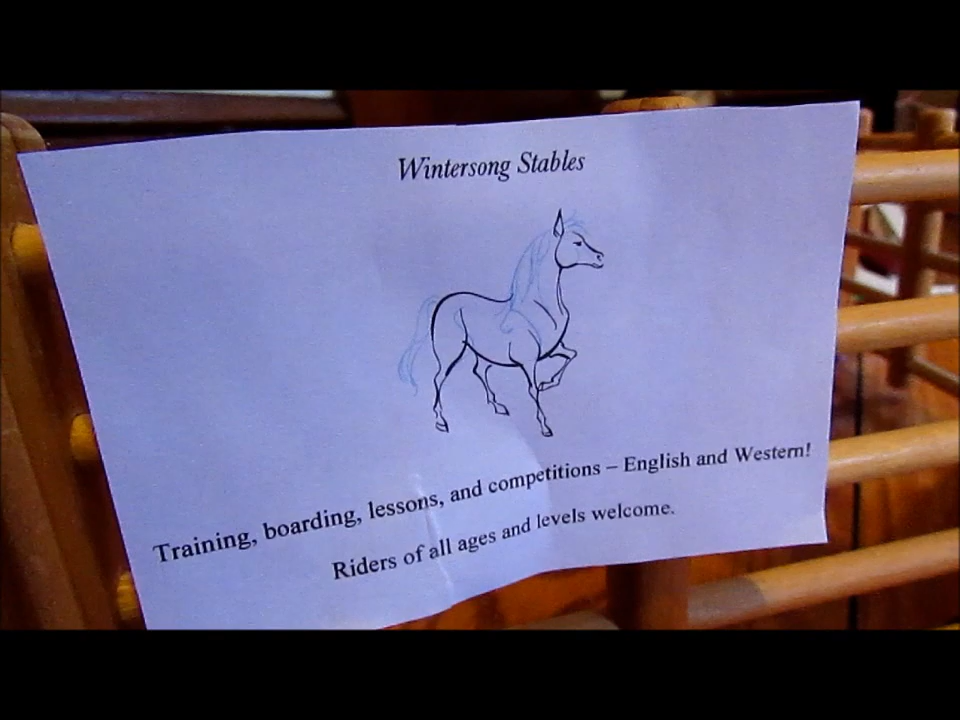 Wintersong Stables
Training, boarding, lessons, and competitions – English and Western!
Riders of all ages and levels welcome.